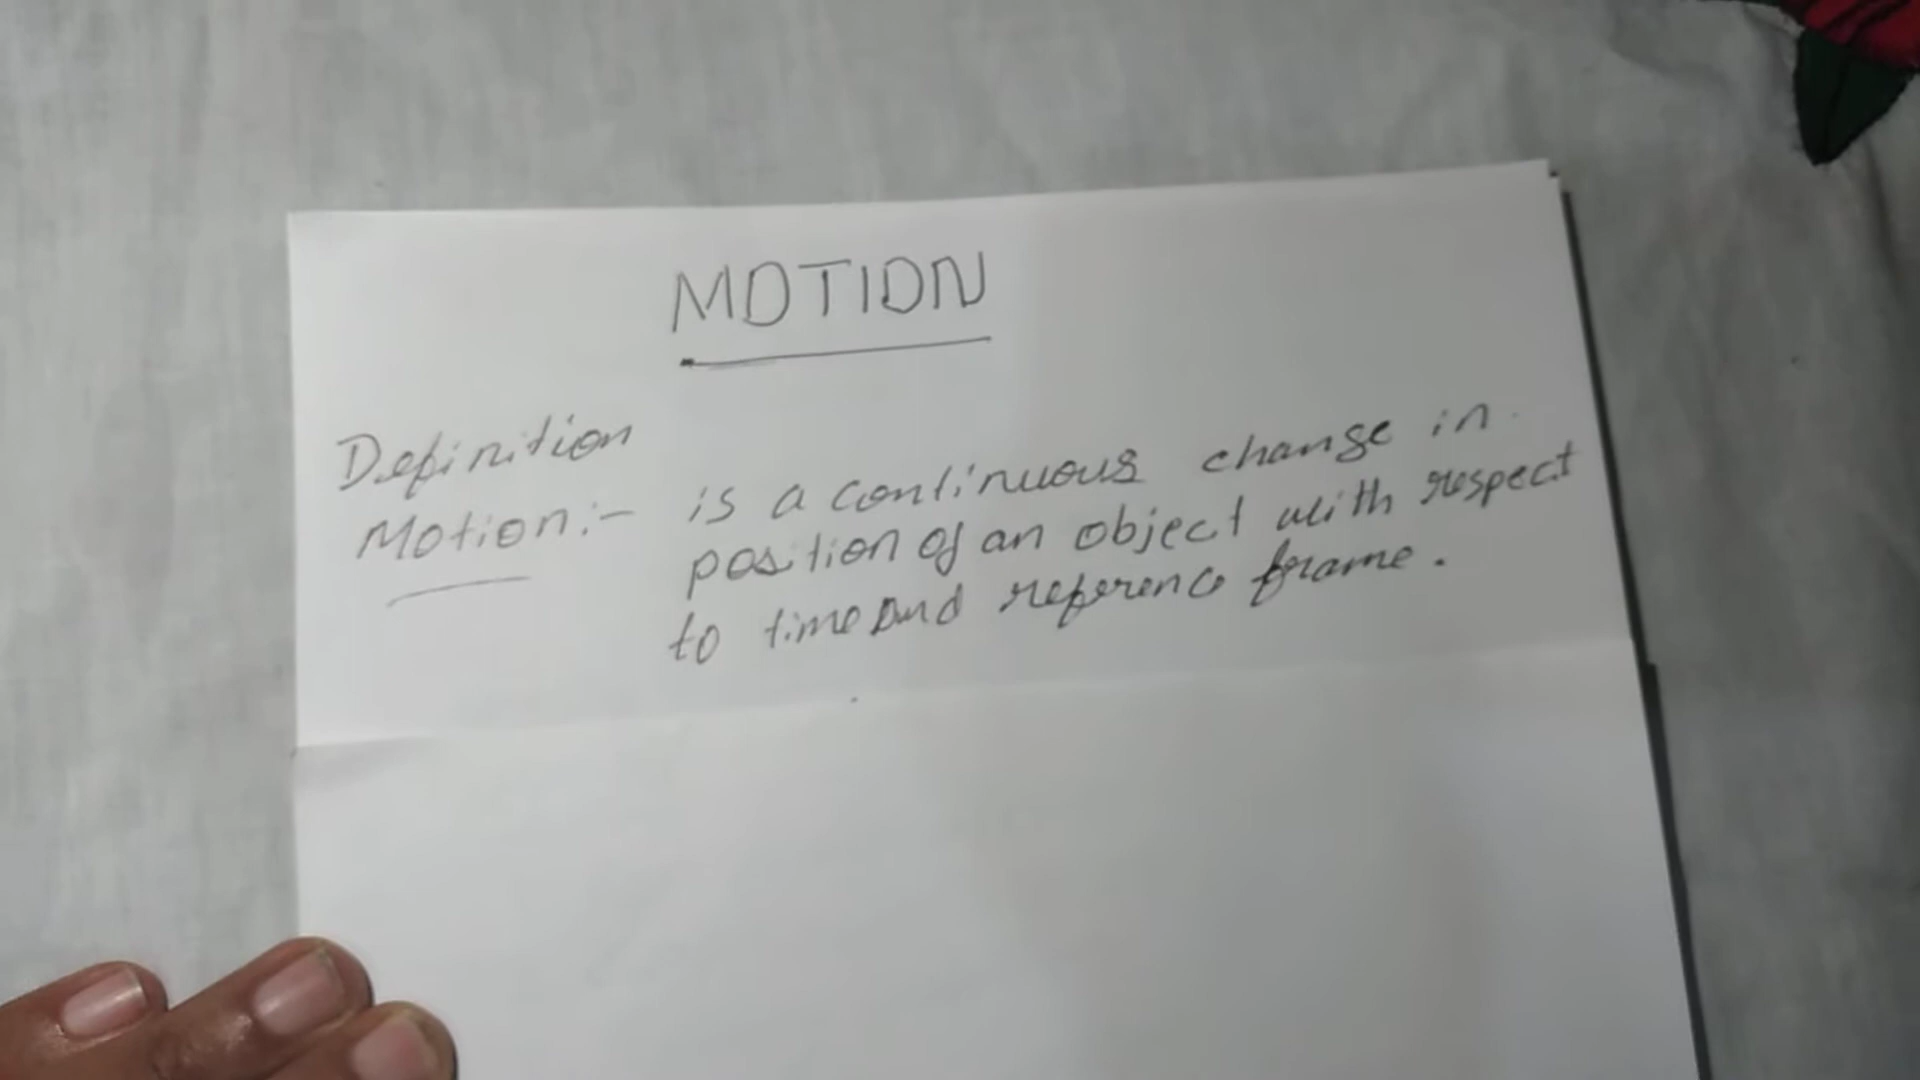 MOTION
Definition
Motion:- is a continuous change in
position of an object with respect
to time and reference frame.